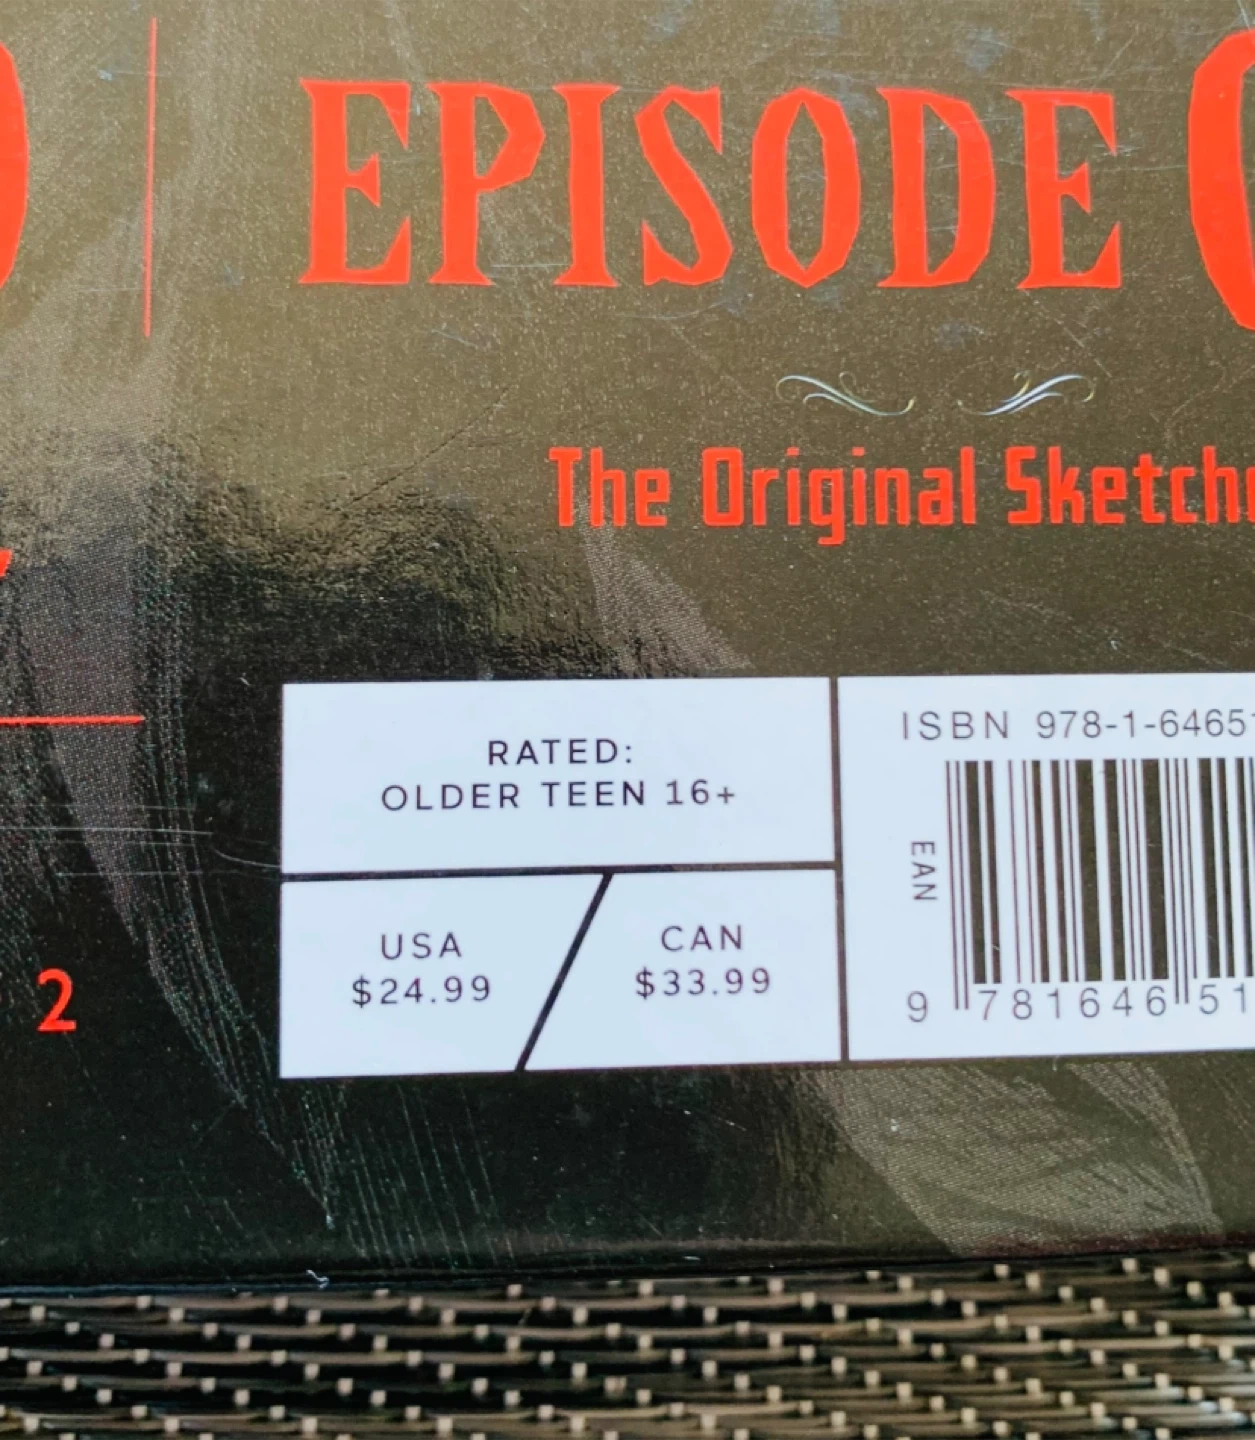 EPISODE
The Original Sketch
RATED:
OLDER TEEN 16+
USA
$24.99
CAN
$33.99
ISBN 978-1-6465
EAN
9 781646 51
2